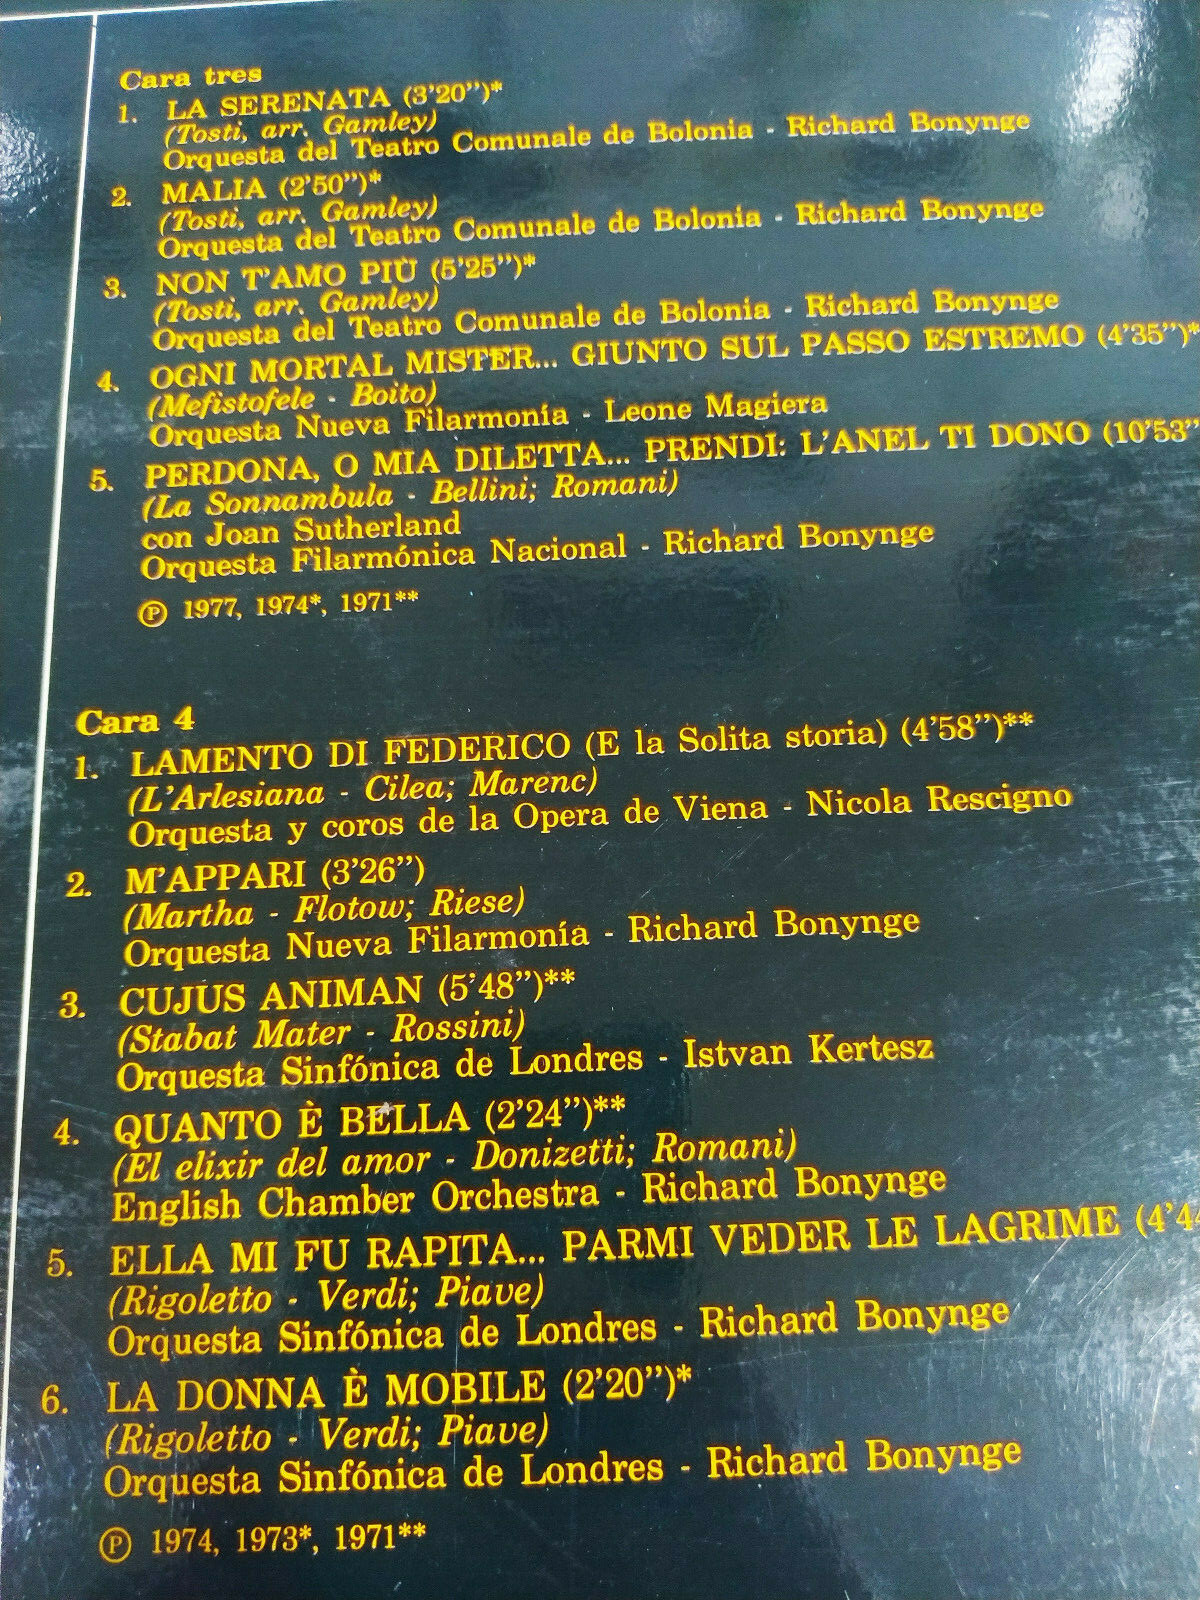 Cara tres
1. LA SERENATA (3'20")*
(Tosti, arr. Gamley)
Orquesta del Teatro Comunale de Bolonia - Richard Bonynge
2. MALIA (2'50")*
(Tosti, arr. Gamley)
Orquesta del Teatro Comunale de Bolonia - Richard Bonynge
3. NON T'AMO PIÙ (5'25")*
(Tosti, arr. Gamley)
Orquesta del Teatro Comunale de Bolonia - Richard Bonynge
4. OGNI MORTAL MISTER... GIUNTO SUL PASSO ESTREMO (4'35")*
(Mefistofele - Boito)
Orquesta Nueva Filarmonía - Leone Magiera
5. PERDONA, O MIA DILETTA... PRENDI: L'ANEL TI DONO (10'53"
(La Sonnambula - Bellini; Romani)
con Joan Sutherland
Orquesta Filarmónica Nacional - Richard Bonynge
℗ 1977, 1974*, 1971**
Cara 4
1. LAMENTO DI FEDERICO (E la Solita storia) (4'58")**
(L'Arlesiana - Cilea; Marenc)
Orquesta y coros de la Opera de Viena - Nicola Rescigno
2. M'APPARI (3'26")
(Martha - Flotow; Riese)
Orquesta Nueva Filarmonía - Richard Bonynge
3. CUJUS ANIMAN (5'48")**
(Stabat Mater - Rossini)
Orquesta Sinfónica de Londres - Istvan Kertesz
4. QUANTO È BELLA (2'24")**
(El elixir del amor - Donizetti; Romani)
English Chamber Orchestra - Richard Bonynge
5. ELLA MI FU RAPITA... PARMI VEDER LE LAGRIME (4'44
(Rigoletto - Verdi; Piave)
Orquesta Sinfónica de Londres - Richard Bonynge
6. LA DONNA È MOBILE (2'20")*
(Rigoletto - Verdi; Piave)
Orquesta Sinfónica de Londres - Richard Bonynge
℗ 1974, 1973*, 1971**